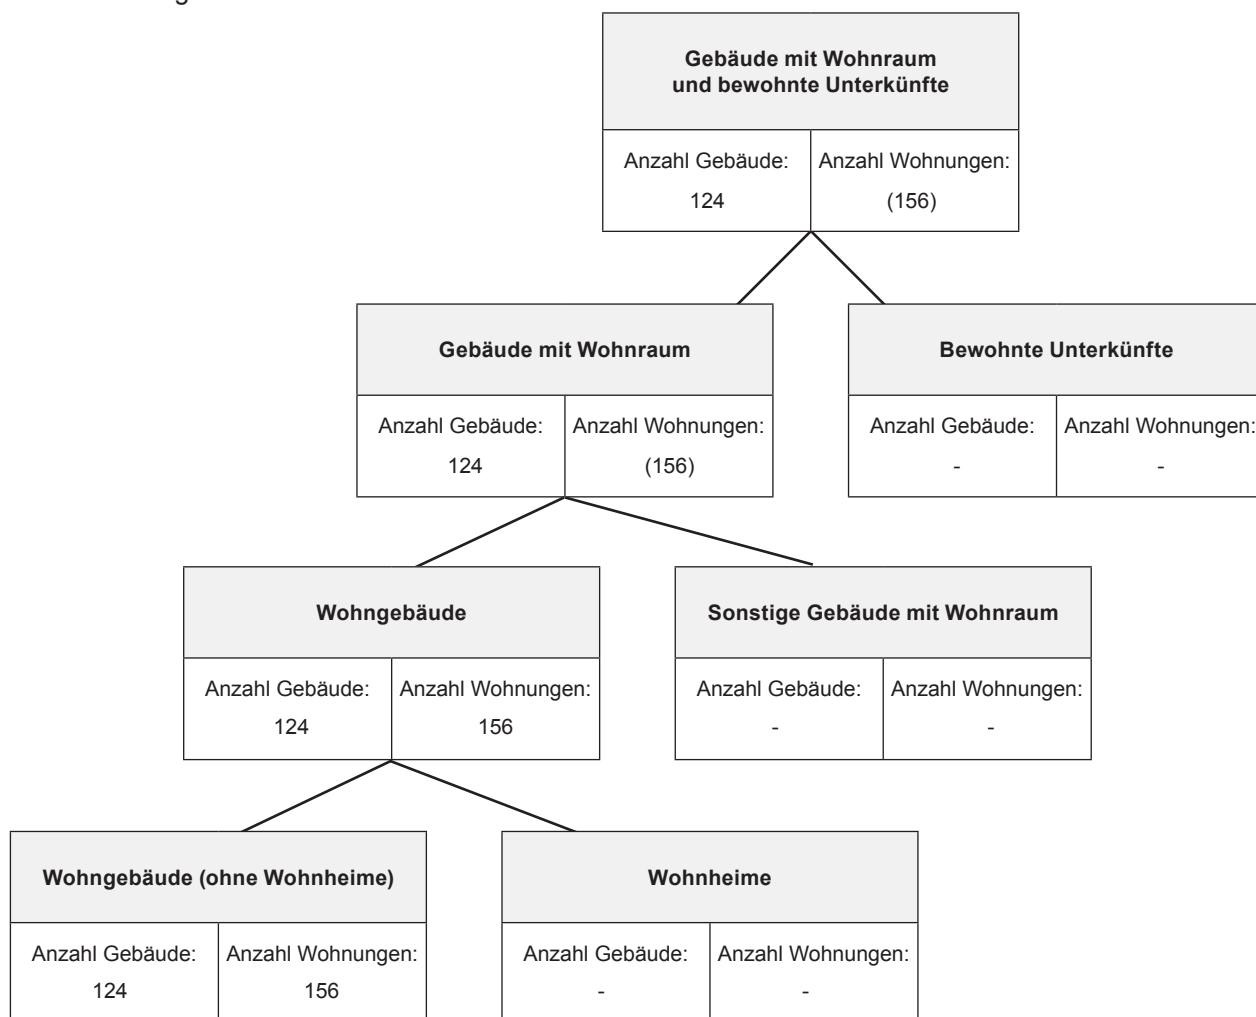 Gebäude mit Wohnraum
und bewohnte Unterkünfte
Anzahl Gebäude: Anzahl Wohnungen:
124 (156)
Gebäude mit Wohnraum Bewohnte Unterkünfte
Anzahl Gebäude: Anzahl Wohnungen: Anzahl Gebäude: Anzahl Wohnungen:
124 (156) - -
Wohngebäude Sonstige Gebäude mit Wohnraum
Anzahl Gebäude: Anzahl Wohnungen: Anzahl Gebäude: Anzahl Wohnungen:
124 156 - -
Wohngebäude (ohne Wohnheime) Wohnheime
Anzahl Gebäude: Anzahl Wohnungen: Anzahl Gebäude: Anzahl Wohnungen:
124 156 - -